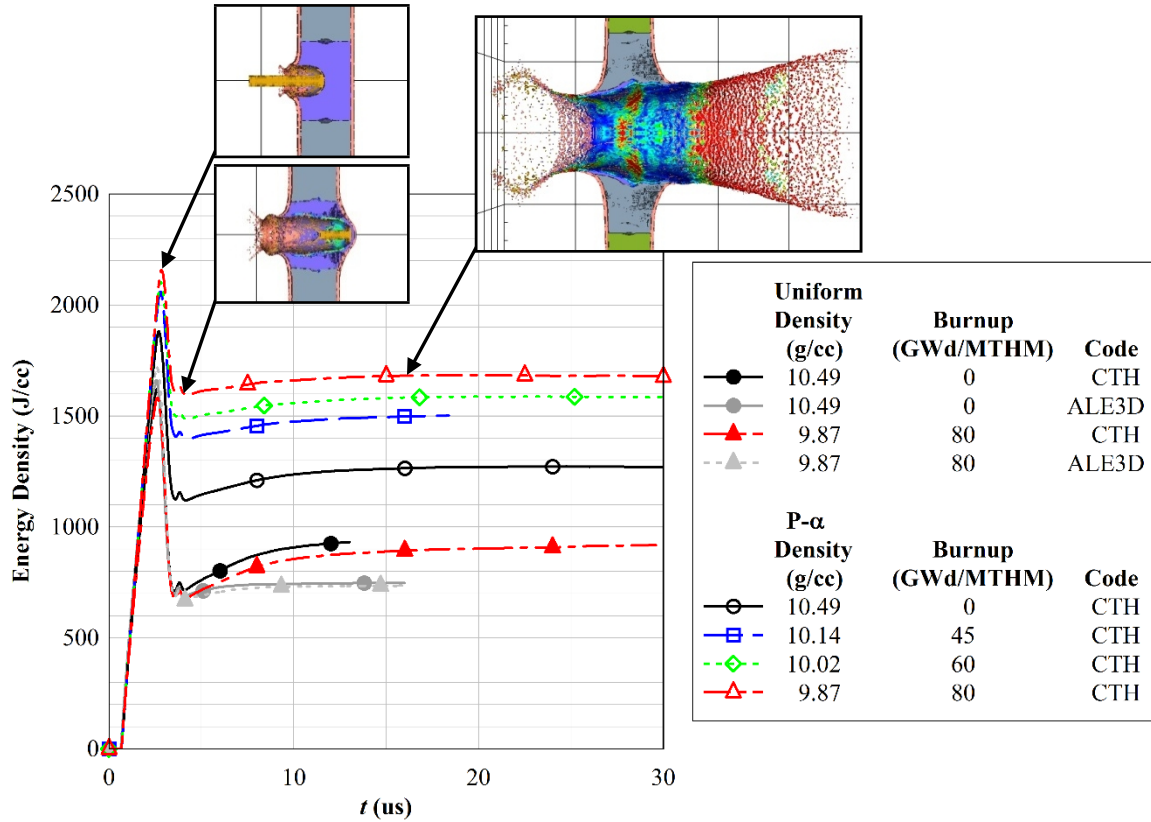 2500
2000
1500
1000
500
0
Energy Density (J/cc)
0 10 20 30
t (us)
Uniform
Density Burnup
(g/cc) (GWd/MTHM) Code
10.49 0 CTH
10.49 0 ALE3D
9.87 80 CTH
9.87 80 ALE3D
P-α
Density Burnup
(g/cc) (GWd/MTHM) Code
10.49 0 CTH
10.14 45 CTH
10.02 60 CTH
9.87 80 CTH